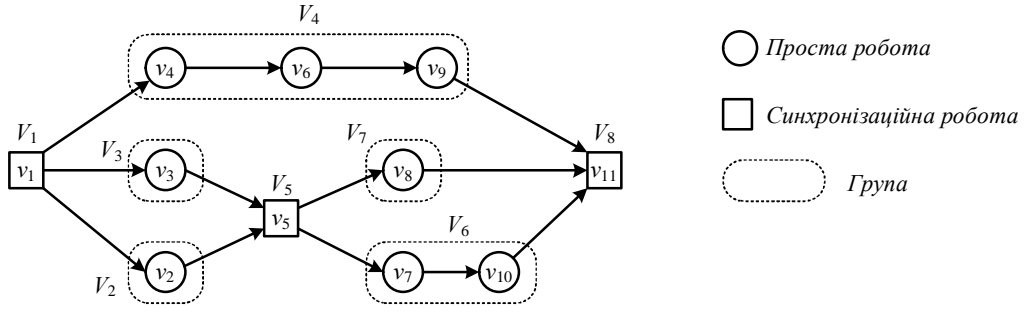 V4
v4
v6
v9
Проста робота
V1
V3
V7
V8
Синхронізаційна робота
v1
v3
V5
v8
v11
Група
v5
V6
V2
v2
v7
v10